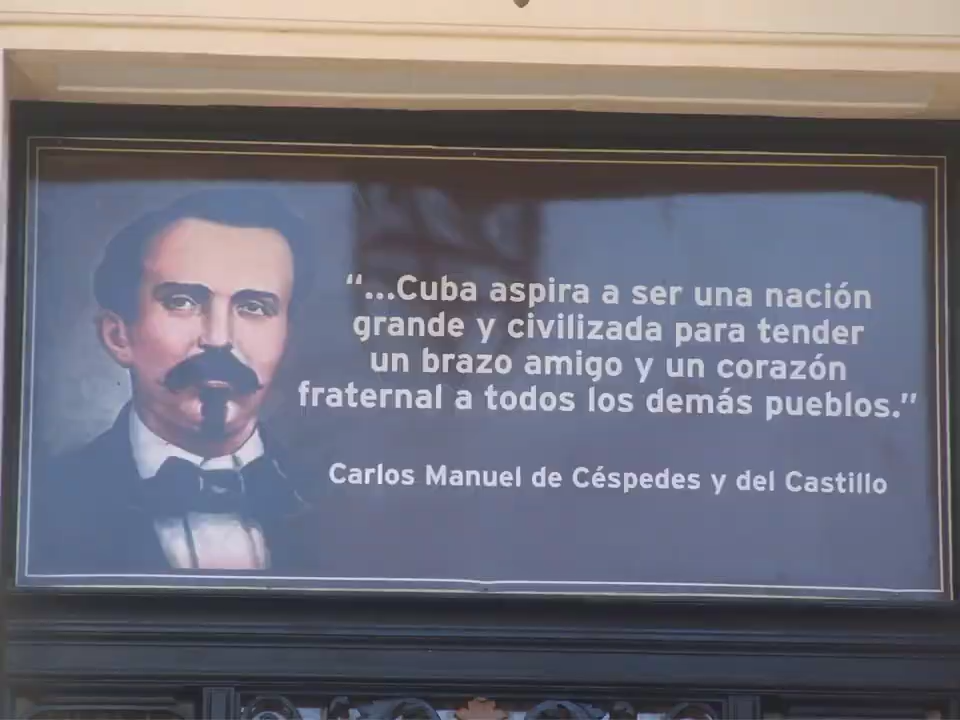 “...Cuba aspira a ser una nación
grande y civilizada para tender
un brazo amigo y un corazón
fraternal a todos los demás pueblos.”
Carlos Manuel de Céspedes y del Castillo